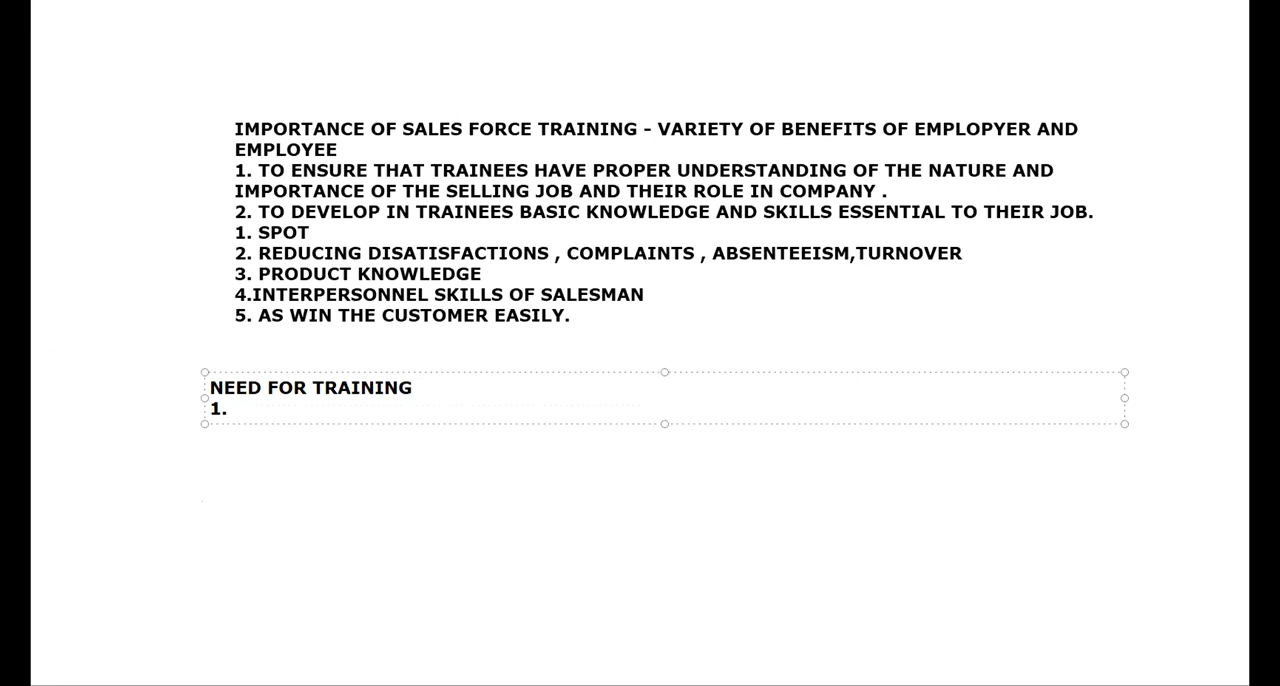 IMPORTANCE OF SALES FORCE TRAINING - VARIETY OF BENEFITS OF EMPLOPYER AND
EMPLOYEE
1. TO ENSURE THAT TRAINEES HAVE PROPER UNDERSTANDING OF THE NATURE AND
IMPORTANCE OF THE SELLING JOB AND THEIR ROLE IN COMPANY .
2. TO DEVELOP IN TRAINEES BASIC KNOWLEDGE AND SKILLS ESSENTIAL TO THEIR JOB.
1. SPOT
2. REDUCING DISATISFACTIONS , COMPLAINTS , ABSENTEEISM,TURNOVER
3. PRODUCT KNOWLEDGE
4.INTERPERSONNEL SKILLS OF SALESMAN
5. AS WIN THE CUSTOMER EASILY.
NEED FOR TRAINING
1.